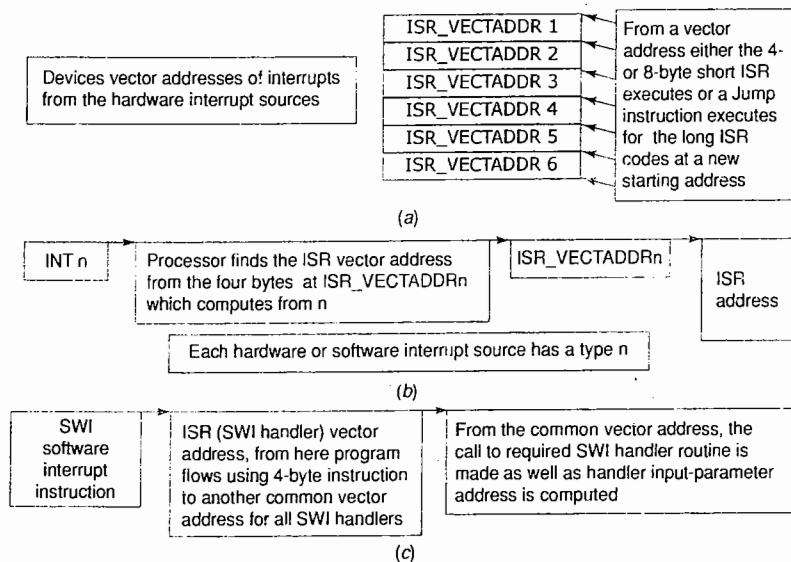 Devices vector addresses of interrupts
from the hardware interrupt sources
ISR_VECTADDR 1
ISR_VECTADDR 2
ISR_VECTADDR 3
ISR_VECTADDR 4
ISR_VECTADDR 5
ISR_VECTADDR 6
From a vector
address either the 4-
or 8-byte short ISR
executes or a Jump
instruction executes
for the long ISR
codes at a new
starting address
(a)
INT n
Processor finds the ISR vector address
from the four bytes at ISR_VECTADDRn
which computes from n
ISR_VECTADDRn
ISR
address
Each hardware or software interrupt source has a type n
(b)
SWI
software
interrupt
instruction
ISR (SWI handler) vector
address, from here program
flows using 4-byte instruction
to another common vector
address for all SWI handlers
From the common vector address, the
call to required SWI handler routine is
made as well as handler input-parameter
address is computed
(c)